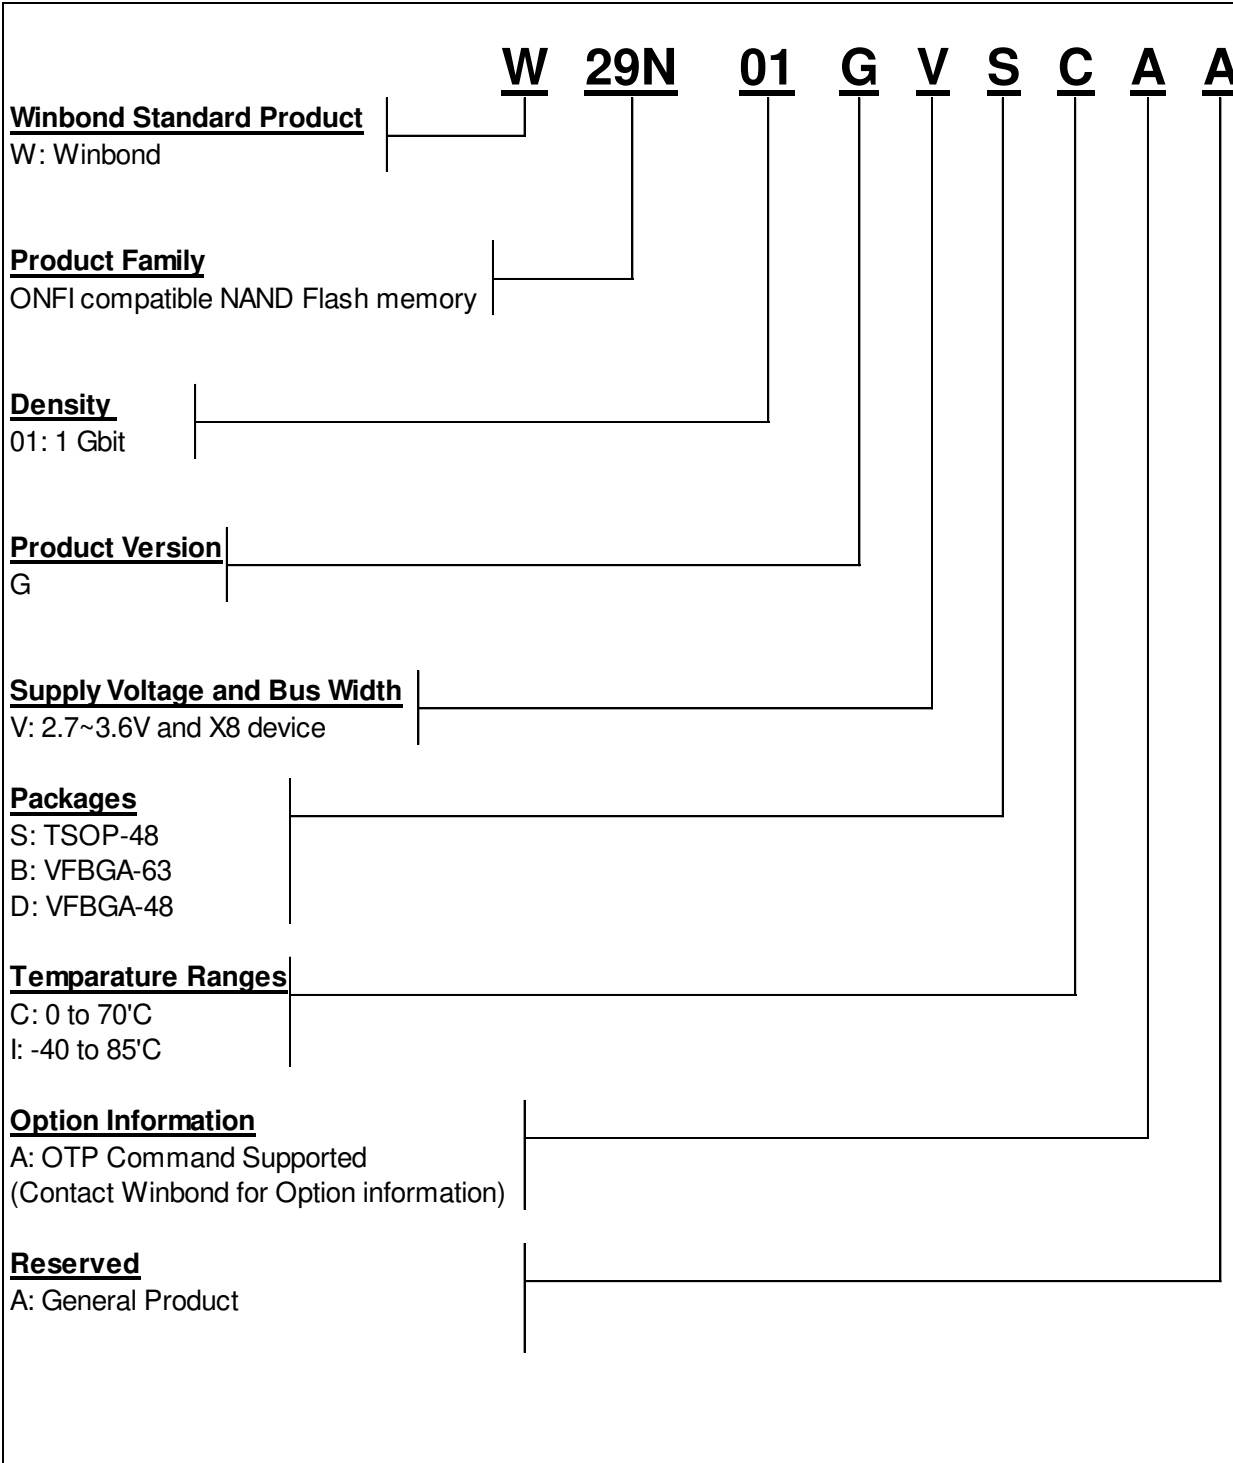 W 29N 01 G V S C A A
Winbond Standard Product
W: Winbond
Product Family
ONFI compatible NAND Flash memory
Density
01: 1 Gbit
Product Version
G
Supply Voltage and Bus Width
V: 2.7~3.6V and X8 device
Packages
S: TSOP-48
B: VFBGA-63
D: VFBGA-48
Temparature Ranges
C: 0 to 70'C
I: -40 to 85'C
Option Information
A: OTP Command Supported
(Contact Winbond for Option information)
Reserved
A: General Product